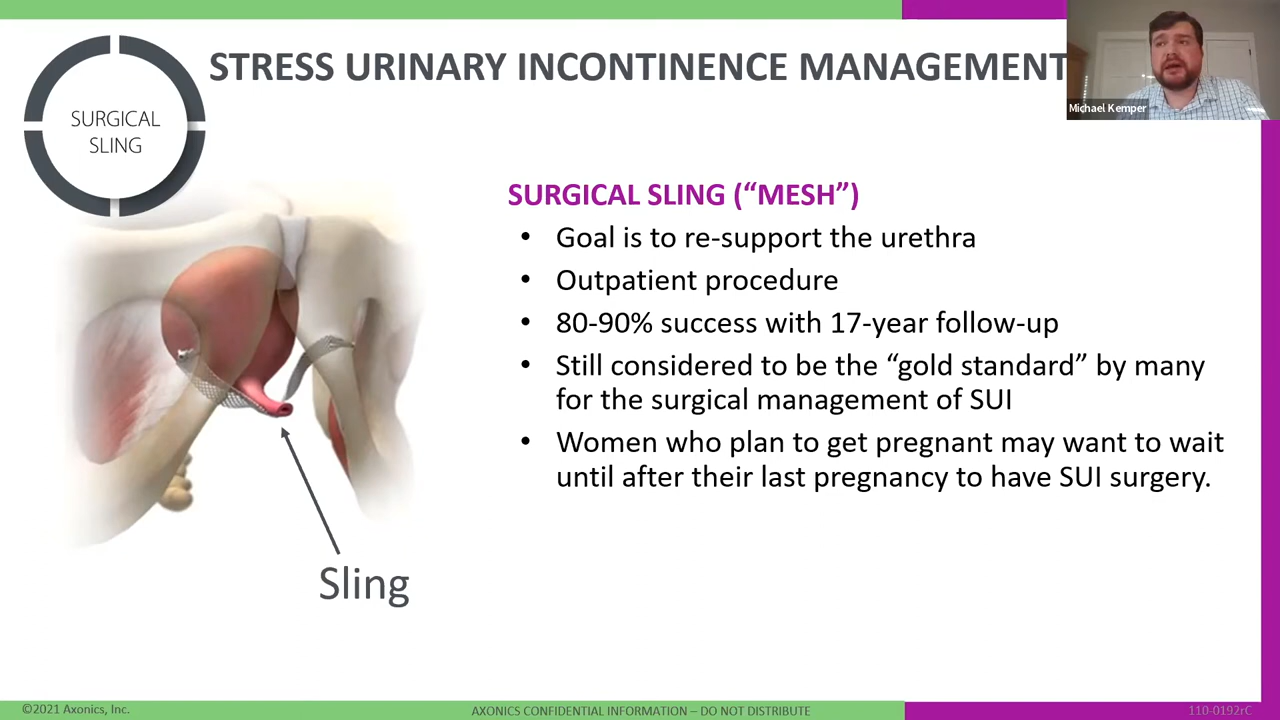 STRESS URINARY INCONTINENCE MANAGEMENT
SURGICAL
SLING
Michael Kemper
SURGICAL SLING (“MESH”)
• Goal is to re-support the urethra
• Outpatient procedure
• 80-90% success with 17-year follow-up
• Still considered to be the “gold standard” by many
for the surgical management of SUI
• Women who plan to get pregnant may want to wait
until after their last pregnancy to have SUI surgery.
Sling
©2021 Axonics, Inc.
AXONICS CONFIDENTIAL INFORMATION – DO NOT DISTRIBUTE
110-0192rC